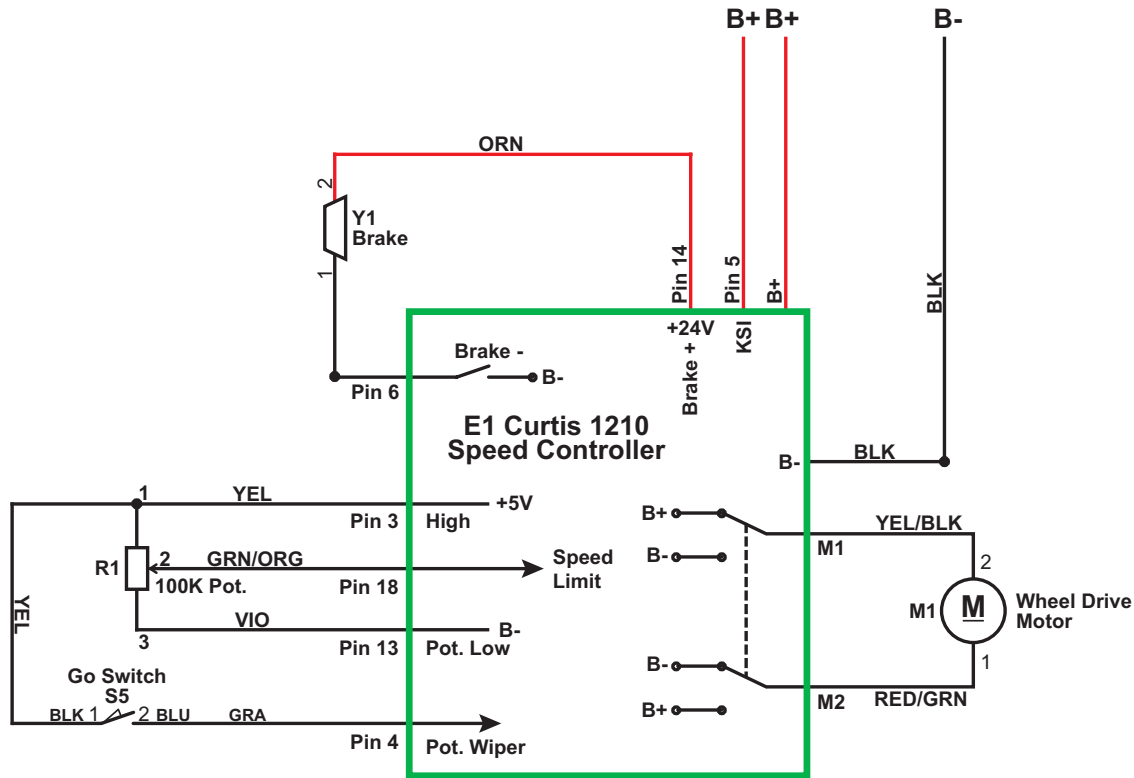 B+ B+
B-
ORN
2
Y1
Brake
1
Pin 14
Pin 5
B+
BLK
+24V
Brake +
KSI
Brake -
B-
Pin 6
E1 Curtis 1210
Speed Controller
B-
BLK
1
YEL
+5V
Pin 3
High
B+
YEL/BLK
M1
R1
2
GRN/ORG
100K Pot.
Pin 18
Speed
Limit
B-
2
M1
M
Wheel Drive
Motor
YEL
VIO
3
Pin 13
B-
Pot. Low
B-
1
Go Switch
S5
M2
RED/GRN
BLK 1
2 BLU
GRA
B+
Pin 4
Pot. Wiper